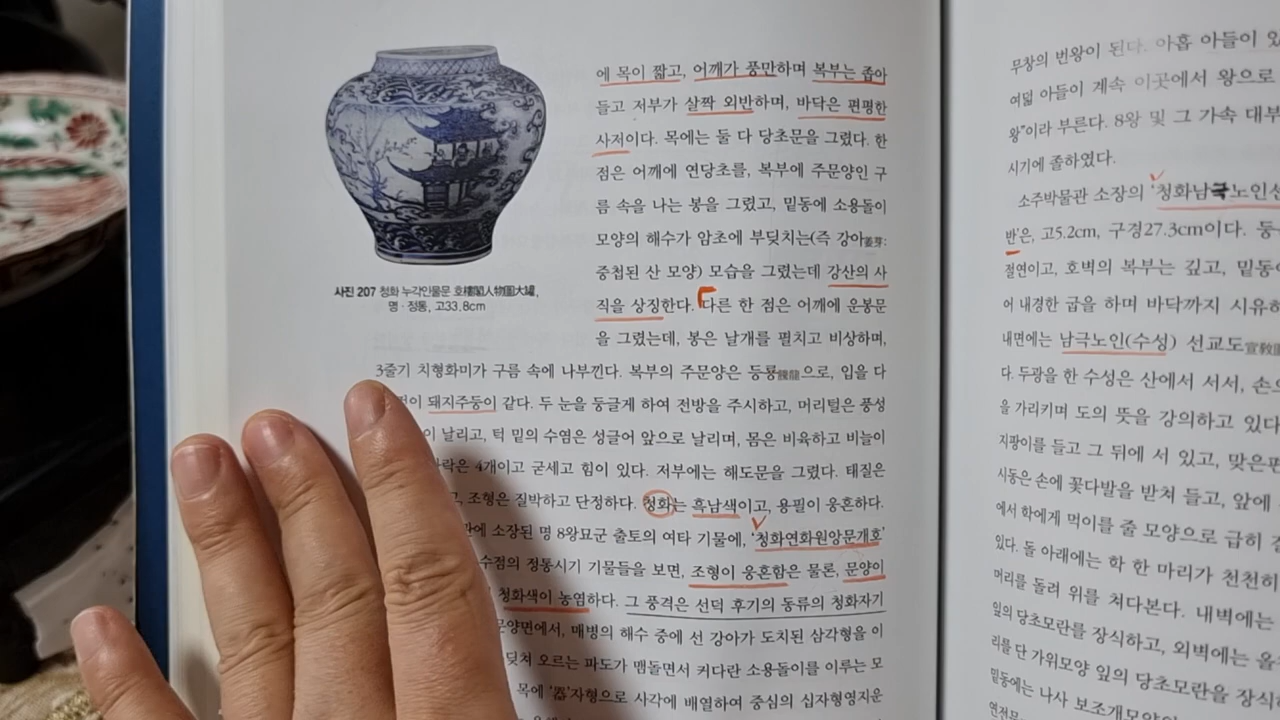 에 목이 짧고, 어깨가 풍만하며 복부는 좁아
들고 저부가 살짝 외반하며, 바닥은 편평한
사저이다. 목에는 둘 다 당초문을 그렸다. 한
점은 어깨에 연당초를, 복부에 주문양인 구
름 속을 나는 봉을 그렸고, 밑동에 소용돌이
모양의 해수가 암초에 부딪치는(즉 강아姜芽:
중첩된 산 모양) 모습을 그렸는데 강산의 사
직을 상징한다. 다른 한 점은 어깨에 운봉문
을 그렸는데, 봉은 날개를 펼치고 비상하며,
사진 207 청화 누각인물문 호樓閣人物圖大罐,
明·정통, 고33.8cm
3줄기 치형화미가 구름 속에 나부낀다. 복부의 주문양은 등룡騰龍으로, 입을 다
돼지주둥이 같다. 두 눈을 둥글게 하여 전방을 주시하고, 머리털은 풍성
이 날리고, 턱 밑의 수염은 성글어 앞으로 날리며, 몸은 비육하고 비늘이
4개이고 굳세고 힘이 있다. 저부에는 해도문을 그렸다. 태질은
조형은 질박하고 단정하다. 청화는 흑남색이고, 용필이 웅혼하다.
소장된 명 8왕묘군 출토의 여타 기물에, ‘청화연화원앙문개호’
수점의 정통시기 기물들을 보면, 조형이 웅혼함은 물론, 문양이
청화색이 농염하다. 그 풍격은 선덕 후기의 동류의 청화자기
문양면에서, 매병의 해수 중에 선 강아가 도치된 삼각형을 이
오르는 파도가 맴돌면서 커다란 소용돌이를 이루는 모
목에 자형으로 사각에 배열하여 중심의 십자형영지운
무창의 번왕이 된다. 아홉 아들이
여덟 아들이 계속 이곳에서 왕으로
왕”이라 부른다. 8왕 및 그 가속 대부
시기에 졸하였다.
소주박물관 소장의 ‘청화남극노인
반’은, 고5.2cm, 구경27.3cm이다.
절연이고, 호벽의 복부는 깊고, 밑동이
어 내경한 굽을 하며 바닥까지 시유하
내면에는 남극노인(수성) 선교도宣敎圖
다. 두광을 한 수성은 산에서 서서,
을 가리키며 도의 뜻을 강의하고 있다
지팡이를 들고 그 뒤에 서 있고, 맞은편
시동은 손에 꽃다발을 받쳐 들고, 앞에
에서 학에게 먹이를 줄 모양으로 급히
있다. 돌 아래에는 학 한 마리가 천천히
머리를 돌려 위를 쳐다본다. 내벽에는
잎의 당초모란을 장식하고, 외벽에는
리를 단 가위모양 잎의 당초모란을 장식
밑동에는 나사 보조개모양의